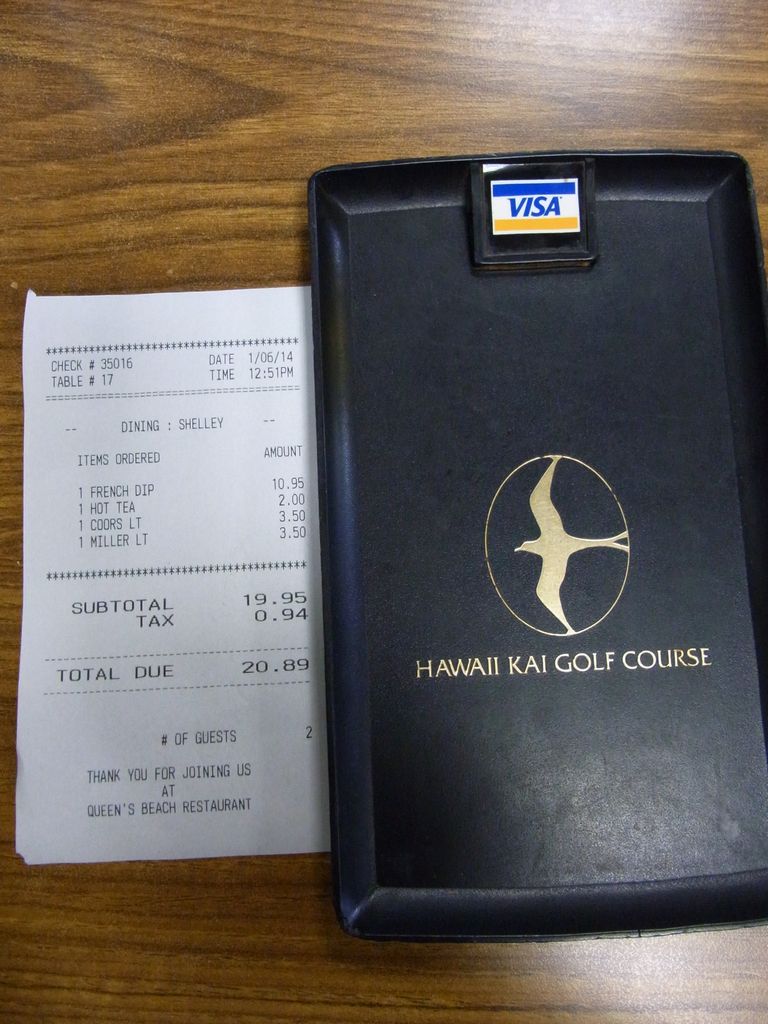 ****************************************
CHECK # 35016 DATE 1/06/14
TABLE # 17 TIME 12:51PM
========================================
-- DINING : SHELLEY --
ITEMS ORDERED AMOUNT
1 FRENCH DIP 10.95
1 HOT TEA 2.00
1 COORS LT 3.50
1 MILLER LT 3.50
****************************************
SUBTOTAL 19.95
TAX 0.94
----------------------------------------
TOTAL DUE 20.89
----------------------------------------
# OF GUESTS 2
THANK YOU FOR JOINING US
AT
QUEEN'S BEACH RESTAURANT
VISA
HAWAII KAI GOLF COURSE